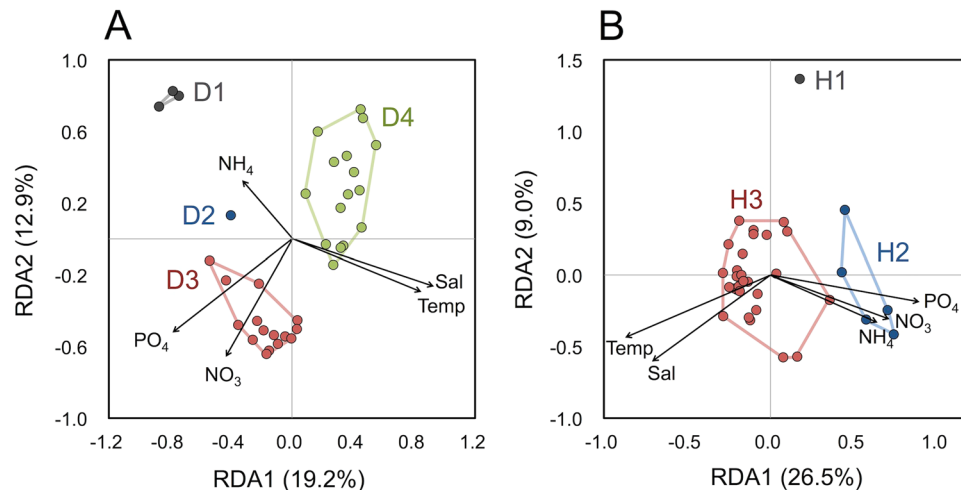 A
1.0
0.6
0.2
-0.2
-0.6
-1.0
-1.2
-0.8
-0.4
0.0
0.4
0.8
1.2
RDA2 (12.9%)
RDA1 (19.2%)
D1
D2
D3
D4
NH4
PO4
NO3
Sal
Temp
B
1.5
1.0
0.5
0.0
-0.5
-1.0
-1.0
-0.5
0.0
0.5
1.0
RDA2 (9.0%)
RDA1 (26.5%)
H1
H2
H3
PO4
NO3
NH4
Temp
Sal